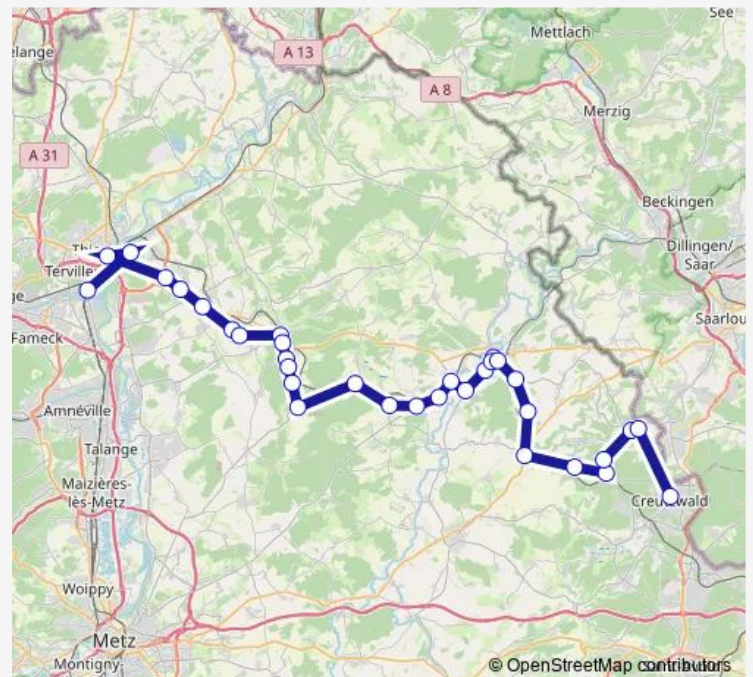 See
Mettlach
elange
A 13
A 8
Merzig
A 31
Beckingen
Dillingen/
Saar
Terville
ge
Saarlou
Fameck
Amnéville
Talange
Maizières-
lès-Metz
Creutzwald
Woippy
Metz
Montigny-
© OpenStreetMap contributors